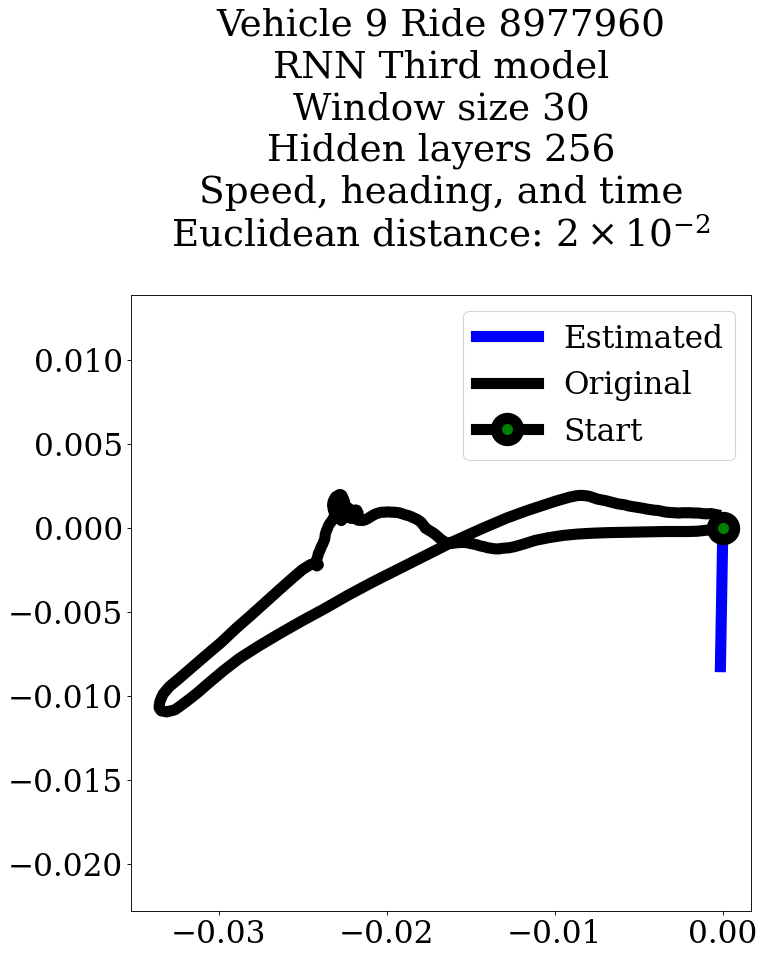 Vehicle 9 Ride 8977960
RNN Third model
Window size 30
Hidden layers 256
Speed, heading, and time
Euclidean distance: 2 × 10⁻²
Estimated
Original
Start
0.010
0.005
0.000
−0.005
−0.010
−0.015
−0.020
−0.03 −0.02 −0.01 0.00